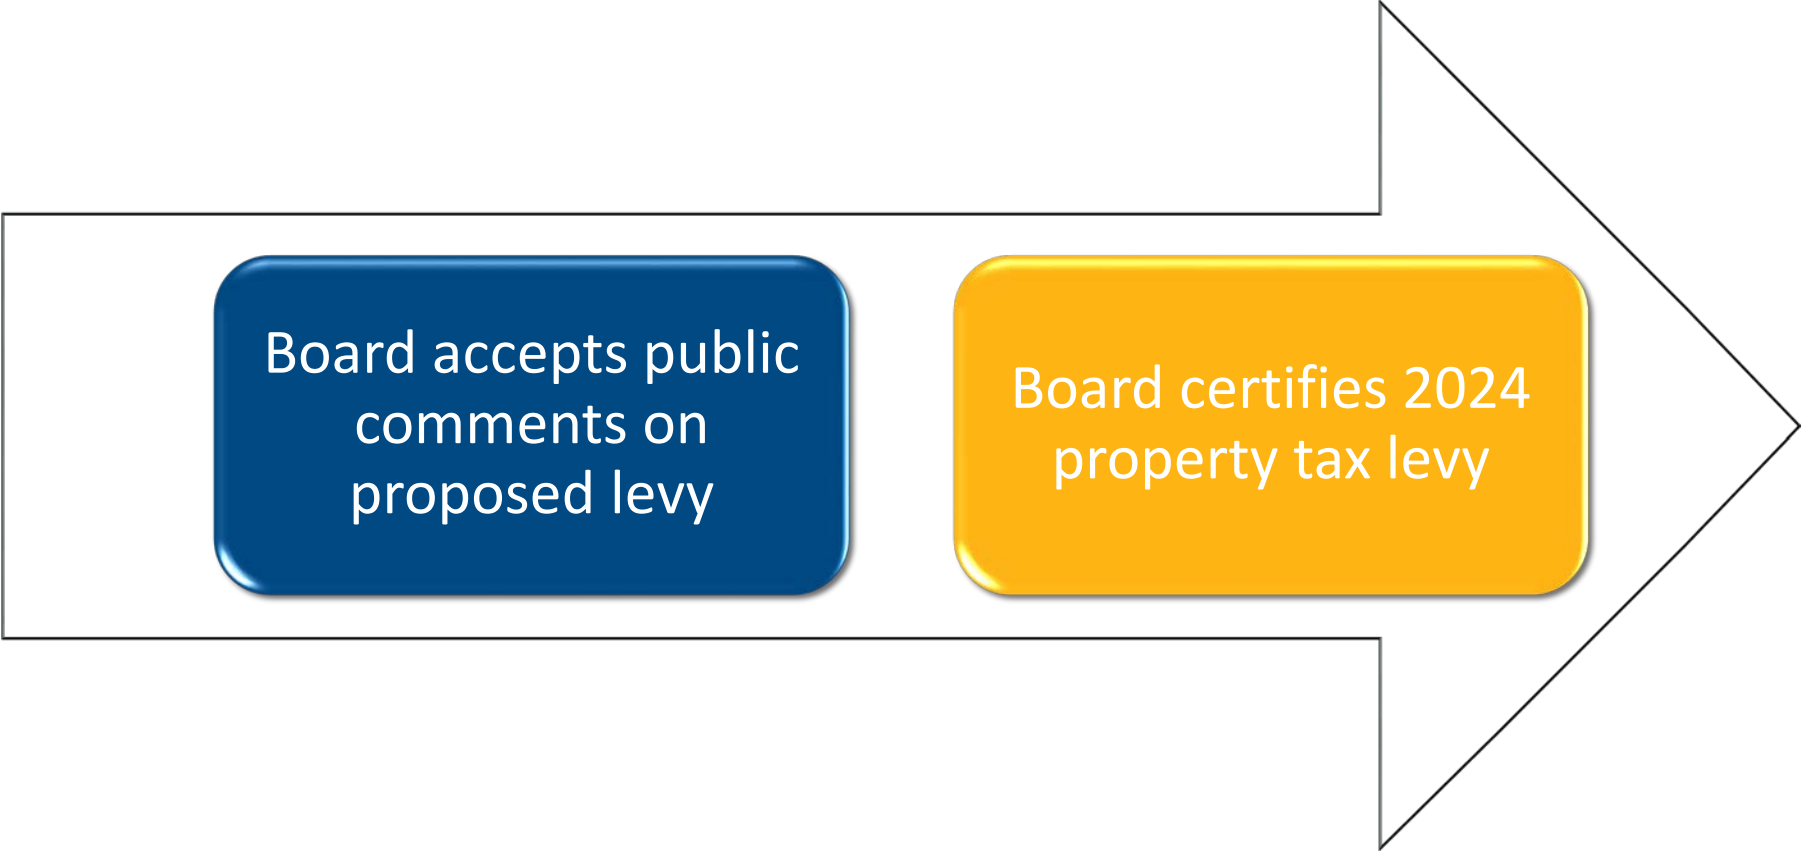 Board accepts public
comments on
proposed levy
Board certifies 2024
property tax levy